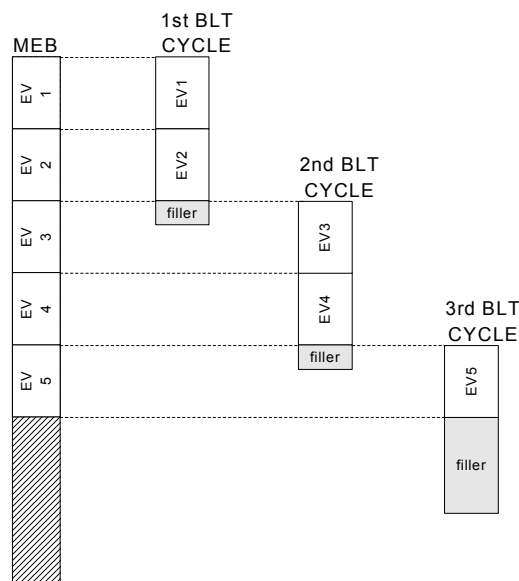 1st BLT
CYCLE
MEB
EV 1
EV 2
EV 3
EV 4
EV 5
EV1
EV2
filler
2nd BLT
CYCLE
EV3
EV4
filler
3rd BLT
CYCLE
EV5
filler